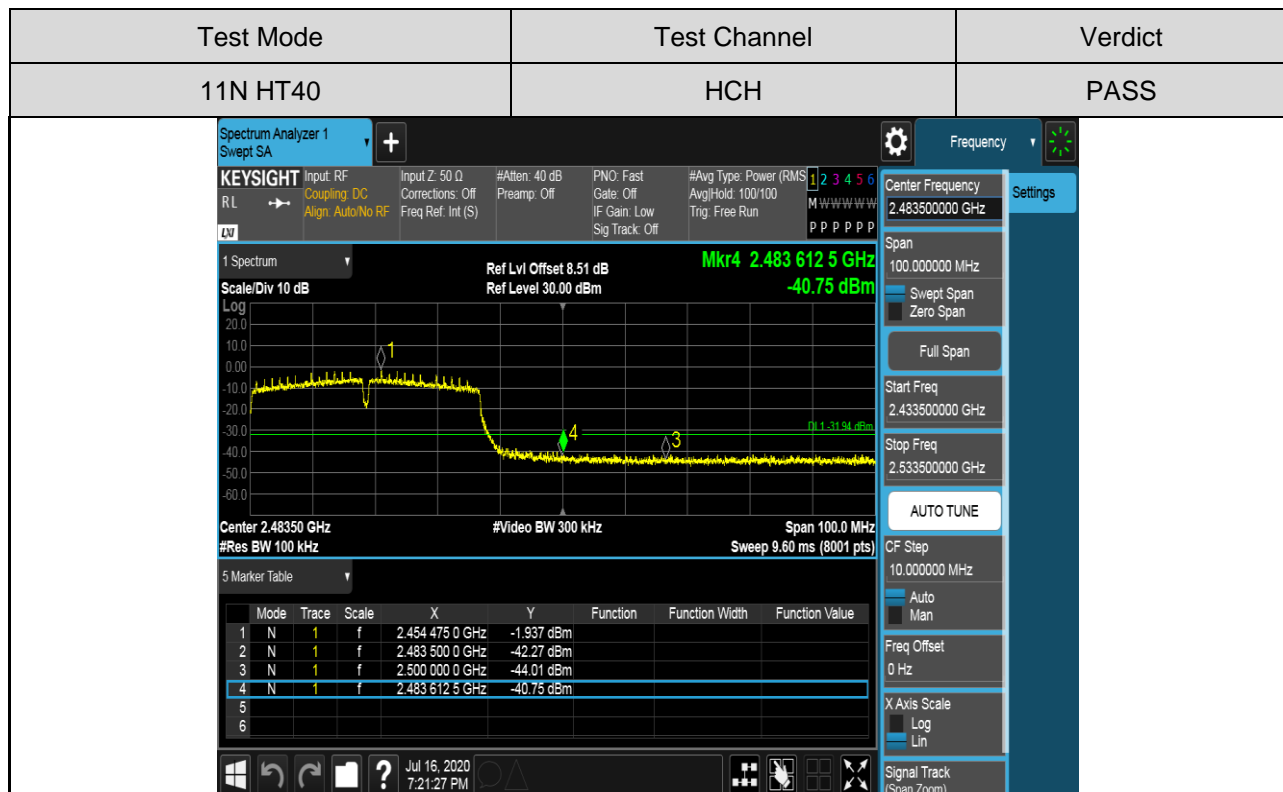 Test Mode Test Channel Verdict
11N HT40 HCH PASS
Spectrum Analyzer 1
Swept SA
+
Frequency
KEYSIGHT Input: RF Input Z: 50 Ω #Atten: 40 dB PNO: Fast #Avg Type: Power (RMS 1 2 3 4 5 6
RL Coupling: DC Corrections: Off Preamp: Off Gate: Off Avg|Hold: 100/100 M W W W W W
Align: Auto/No RF Freq Ref: Int (S) IF Gain: Low Trig: Free Run
LXI Sig Track: Off P P P P P P
1 Spectrum
Ref Lvl Offset 8.51 dB Mkr4 2.483 612 5 GHz
Scale/Div 10 dB Ref Level 30.00 dBm -40.75 dBm
Log
20.0
10.0
0.00
-10.0
-20.0
-30.0
-40.0
-50.0
-60.0
1
4
3
DL1 -31.94 dBm
Center 2.48350 GHz #Video BW 300 kHz Span 100.0 MHz
#Res BW 100 kHz Sweep 9.60 ms (8001 pts)
5 Marker Table
Mode Trace Scale X Y Function Function Width Function Value
1 N 1 f 2.454 475 0 GHz -1.937 dBm
2 N 1 f 2.483 500 0 GHz -42.27 dBm
3 N 1 f 2.500 000 0 GHz -44.01 dBm
4 N 1 f 2.483 612 5 GHz -40.75 dBm
5
6
?
Jul 16, 2020
7:21:27 PM
Center Frequency
2.483500000 GHz
Settings
Span
100.000000 MHz
Swept Span
Zero Span
Full Span
Start Freq
2.433500000 GHz
Stop Freq
2.533500000 GHz
AUTO TUNE
CF Step
10.000000 MHz
Auto
Man
Freq Offset
0 Hz
X Axis Scale
Log
Lin
Signal Track
(Span Zoom)